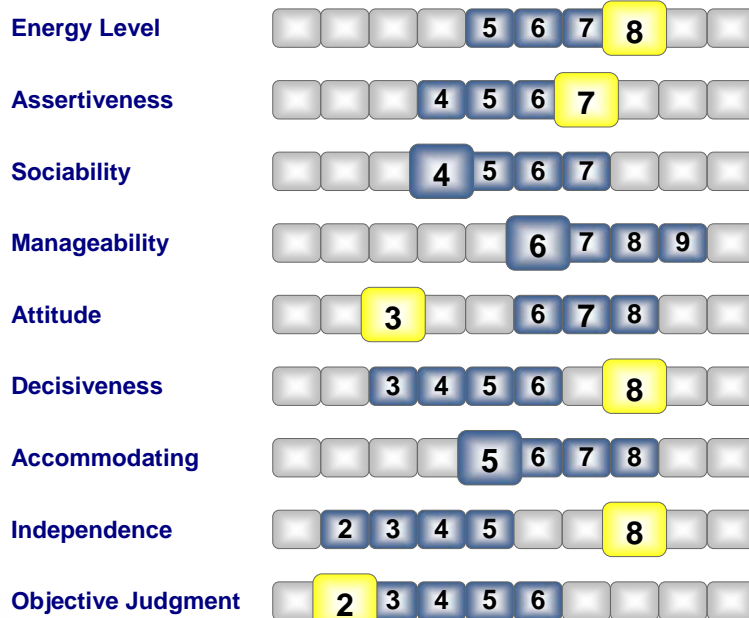 Energy Level 5 6 7 8
Assertiveness 4 5 6 7
Sociability 4 5 6 7
Manageability 6 7 8 9
Attitude 3 6 7 8
Decisiveness 3 4 5 6 8
Accommodating 5 6 7 8
Independence 2 3 4 5 8
Objective Judgment 2 3 4 5 6